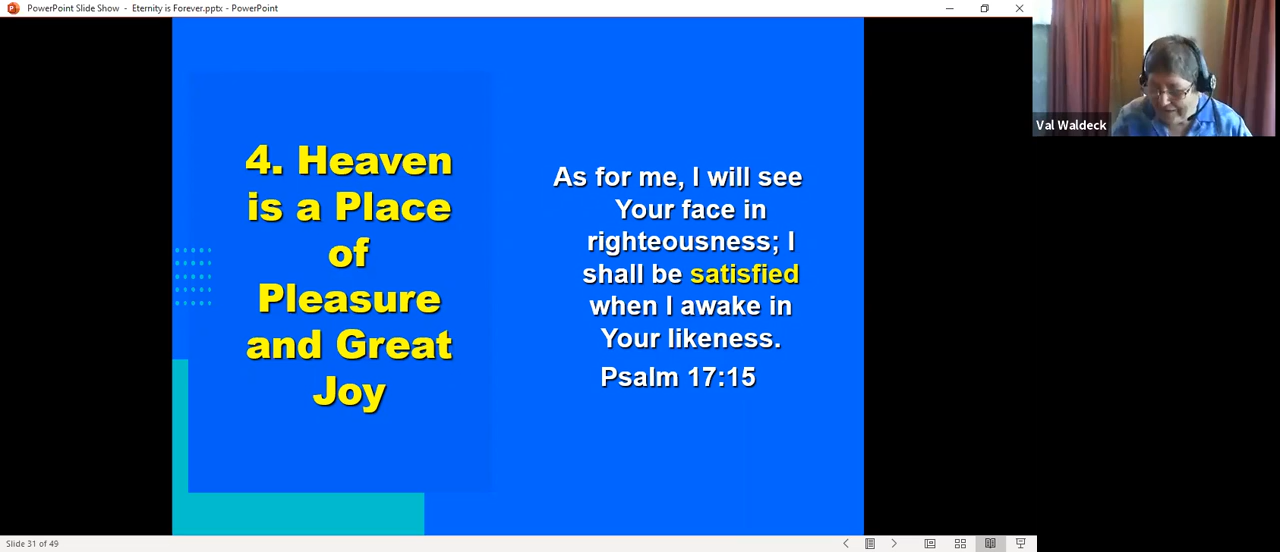 PowerPoint Slide Show - Eternity is Forever.pptx - PowerPoint
Val Waldeck
4. Heaven
is a Place
of
Pleasure
and Great
Joy
As for me, I will see
Your face in
righteousness; I
shall be satisfied
when I awake in
Your likeness.
Psalm 17:15
Slide 31 of 49